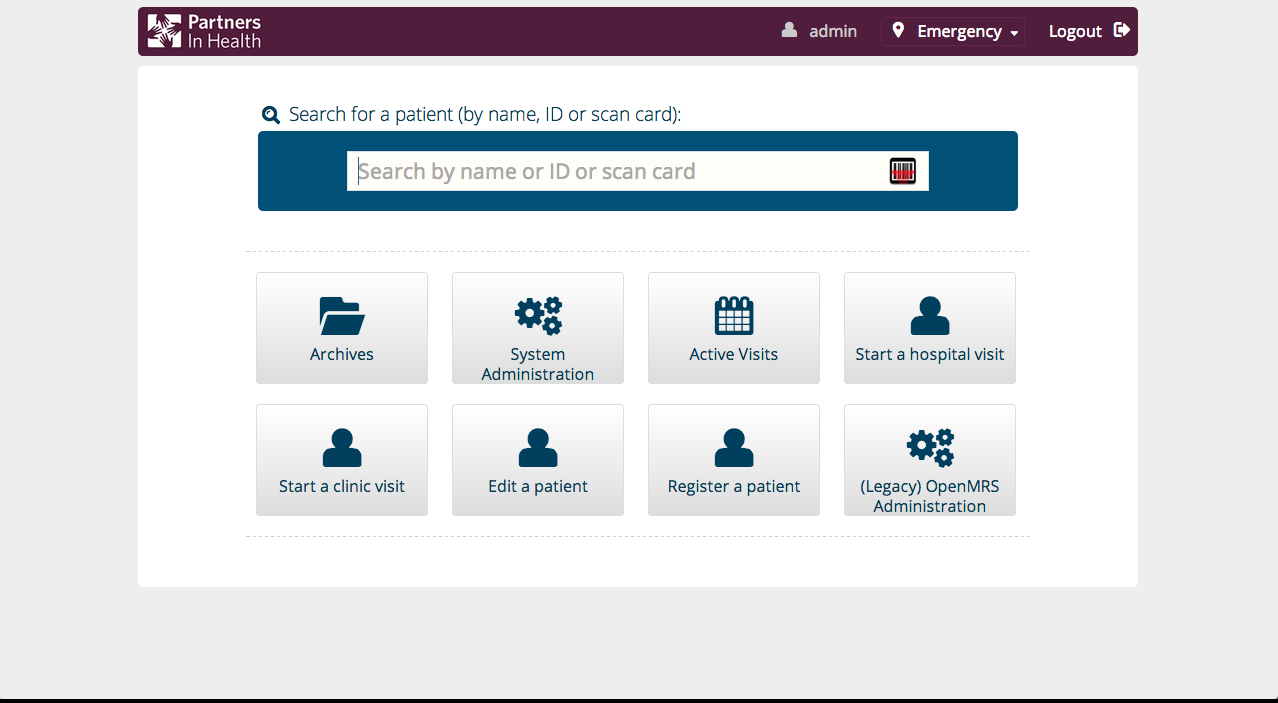 Partners
In Health
admin
Emergency
Logout
Search for a patient (by name, ID or scan card):
Search by name or ID or scan card
Archives
System
Administration
Active Visits
Start a hospital visit
Start a clinic visit
Edit a patient
Register a patient
(Legacy) OpenMRS
Administration